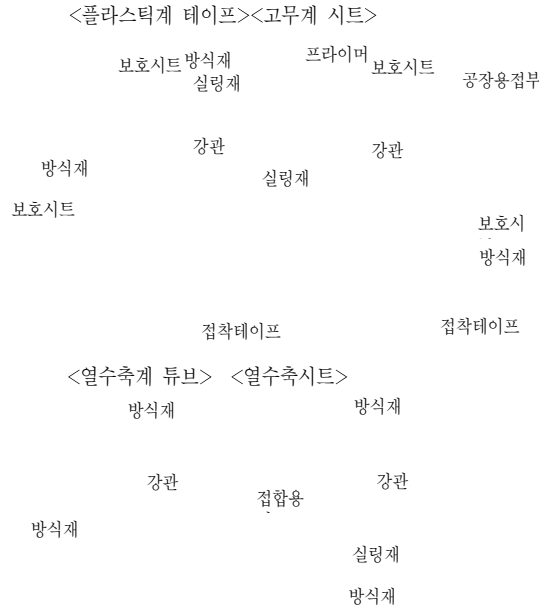 <플라스틱계 테이프><고무계 시트>
보호시트 방식재 프라이머 보호시트
실링재 공장용접부
강관 강관
방식재 실링재
보호시트
보호시
방식재
접착테이프 접착테이프
<열수축계 튜브> <열수축시트>
방식재 방식재
강관 강관
접합용
방식재
실링재
방식재